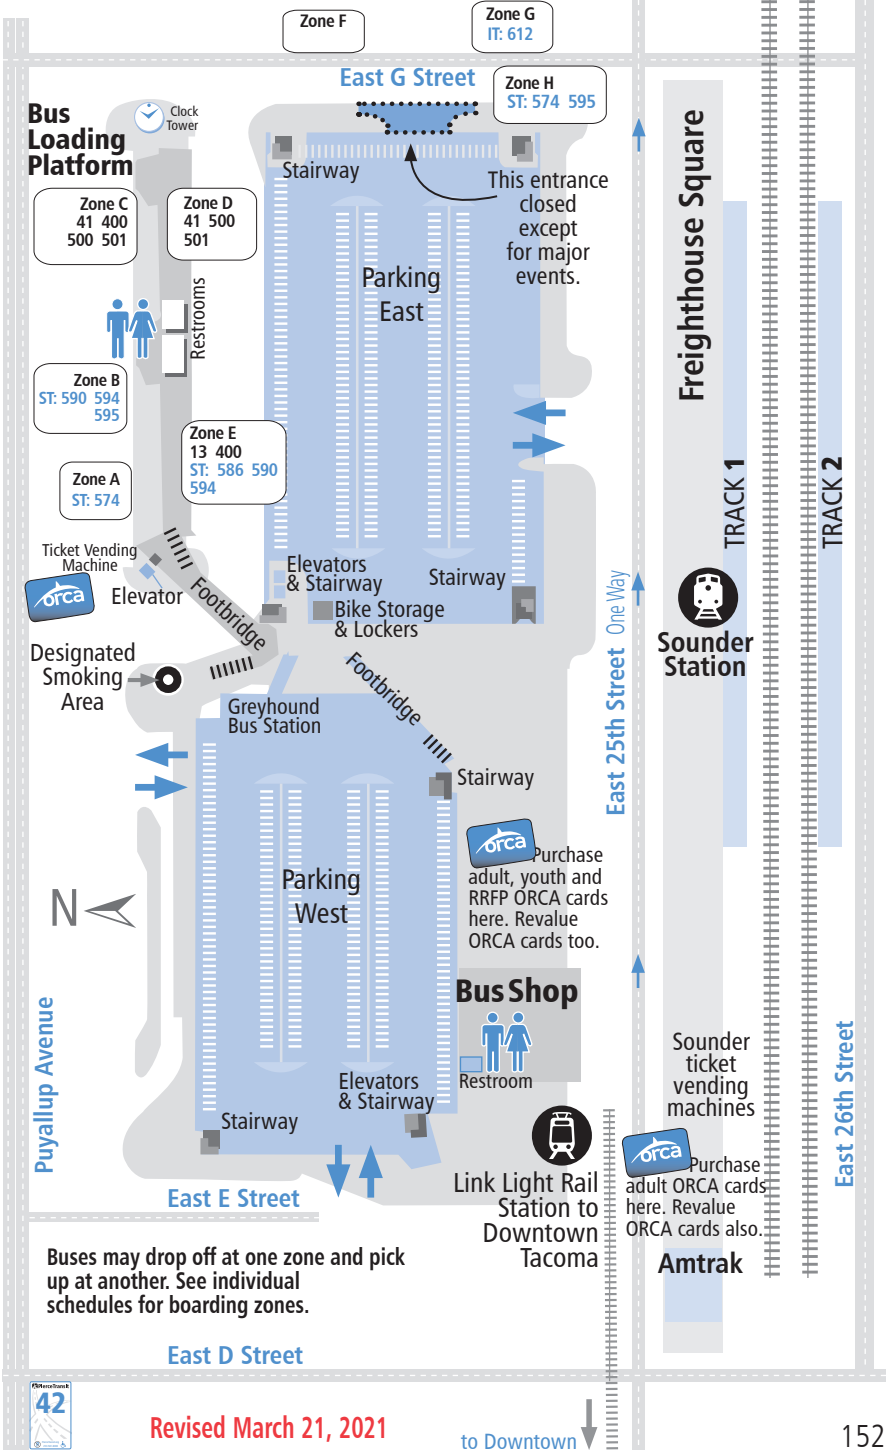 Zone F
Zone G
IT: 612
East G Street
Zone H
ST: 574 595
Bus
Loading
Platform
Clock
Tower
Stairway
This entrance
closed
except
for major
events.
Zone C
41 400
500 501
Zone D
41 500
501
Parking
East
Restrooms
Freighthouse Square
Zone B
ST: 590 594
595
Zone E
13 400
ST: 586 590
594
Zone A
ST: 574
TRACK 1
TRACK 2
Ticket Vending
Machine
orca
Elevator
Footbridge
Elevators
& Stairway
Stairway
Bike Storage
& Lockers
East 25th Street One Way
Sounder
Station
Designated
Smoking
Area
Footbridge
Greyhound
Bus Station
Stairway
orca
Purchase
adult, youth and
RRFP ORCA cards
here. Revalue
ORCA cards too.
Parking
West
N
Bus Shop
Restroom
Puyallup Avenue
Sounder
ticket
vending
machines
East 26th Street
Elevators
& Stairway
Stairway
East E Street
Link Light Rail
Station to
Downtown
Tacoma
orca
Purchase
adult ORCA cards
here. Revalue
ORCA cards also.
Amtrak
Buses may drop off at one zone and pick
up at another. See individual
schedules for boarding zones.
East D Street
PierceTransit
42
Revised March 21, 2021
to Downtown
152